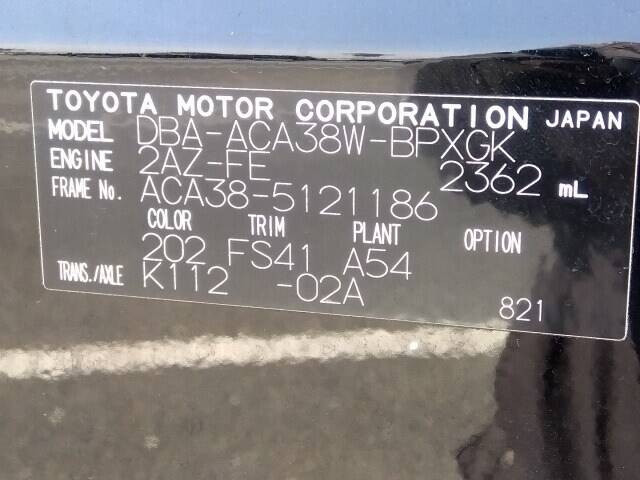 TOYOTA MOTOR CORPORATION JAPAN
MODEL DBA-ACA38W-BPXGK
ENGINE 2AZ-FE 2362 mL
FRAME No. ACA38-5121186
COLOR TRIM PLANT OPTION
202 FS41 A54
TRANS./AXLE K112 -02A
821